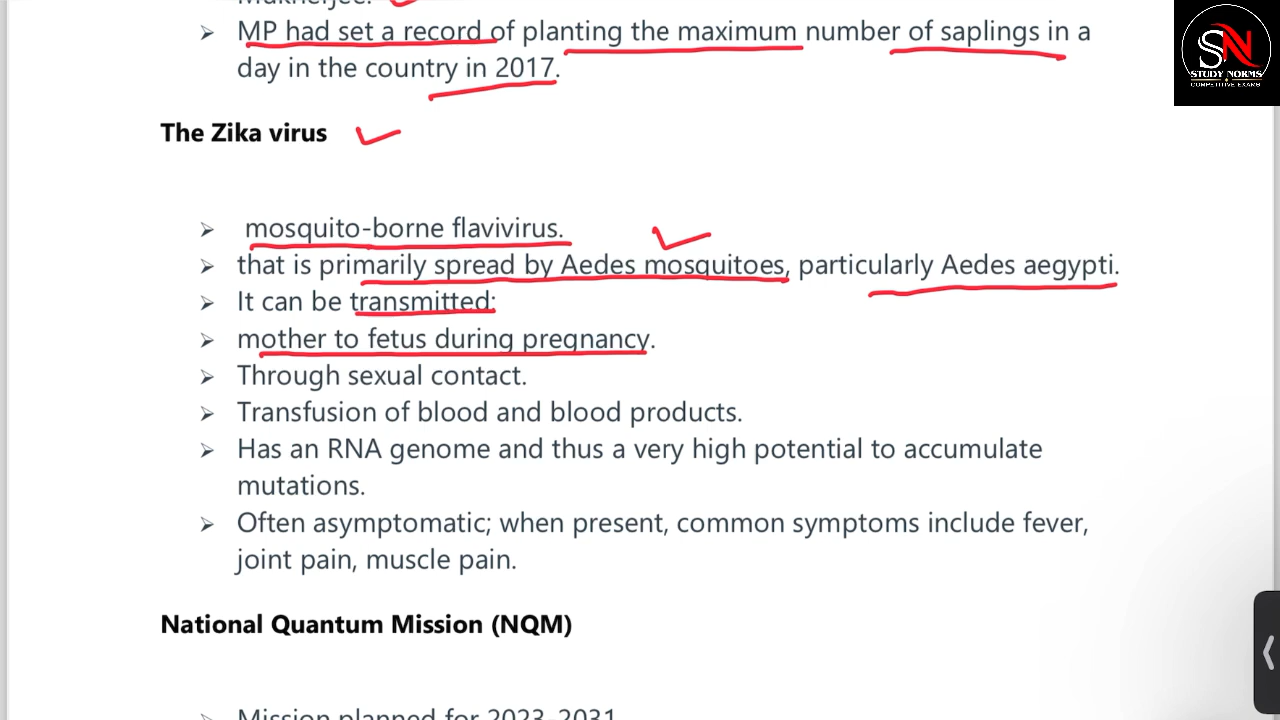 Mukherjee.
➢ MP had set a record of planting the maximum number of saplings in a
day in the country in 2017.
SN
STUDY NORMS
COMPETITIVE EXAMS
The Zika virus
➢ mosquito-borne flavivirus.
➢ that is primarily spread by Aedes mosquitoes, particularly Aedes aegypti.
➢ It can be transmitted:
➢ mother to fetus during pregnancy.
➢ Through sexual contact.
➢ Transfusion of blood and blood products.
➢ Has an RNA genome and thus a very high potential to accumulate
mutations.
➢ Often asymptomatic; when present, common symptoms include fever,
joint pain, muscle pain.
National Quantum Mission (NQM)
➢ Mission planned for 2023-2031